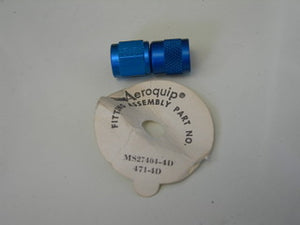 Aeroquip®
FITTING ASSEMBLY PART NO.
MS27404-4D
471-4D